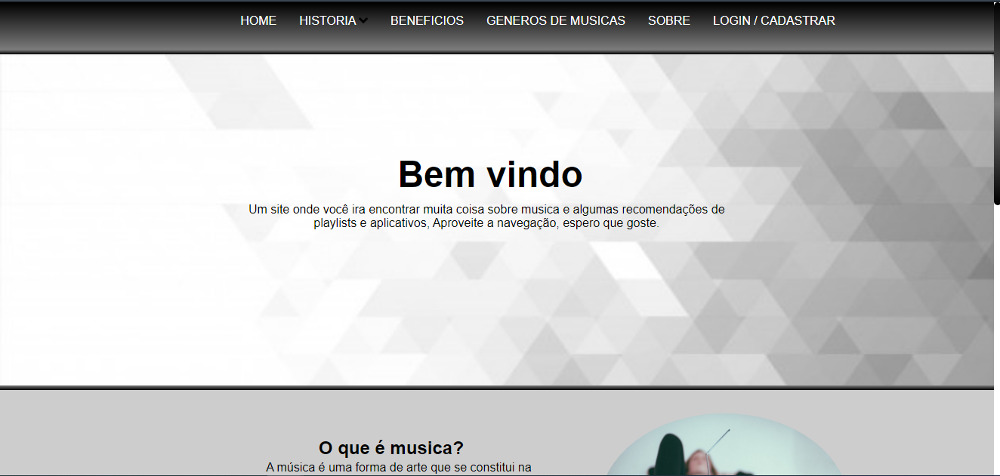 HOME HISTORIA BENEFICIOS GENEROS DE MUSICAS SOBRE LOGIN / CADASTRAR
Bem vindo
Um site onde você ira encontrar muita coisa sobre musica e algumas recomendações de
playlists e aplicativos, Aproveite a navegação, espero que goste.
O que é musica?
A música é uma forma de arte que se constitui na